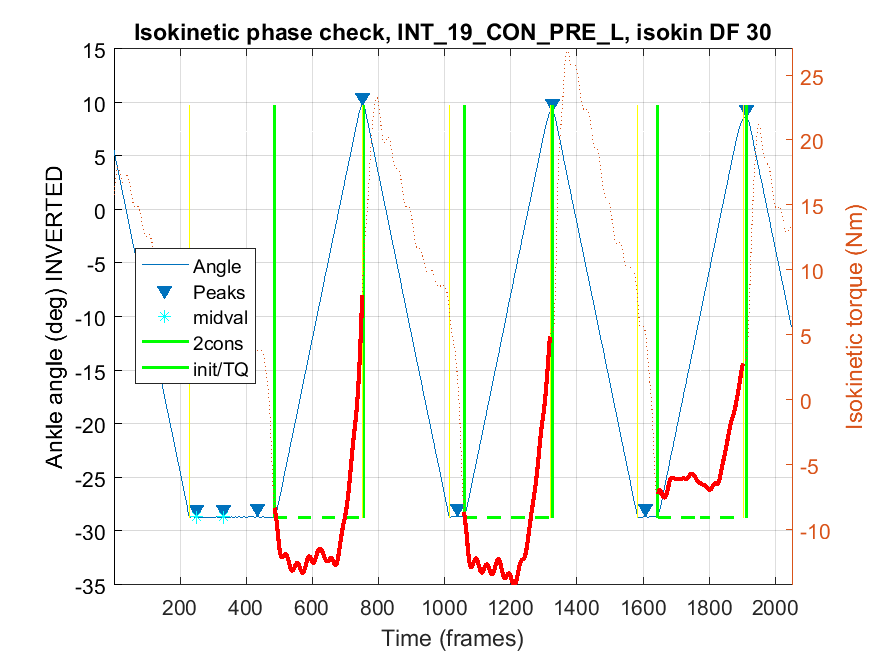 Isokinetic phase check, INT_19_CON_PRE_L, isokin DF 30
Ankle angle (deg) INVERTED
15
10
5
0
-5
-10
-15
-20
-25
-30
-35
Angle
Peaks
midval
2cons
init/TQ
25
20
15
10
5
0
-5
-10
Isokinetic torque (Nm)
200 400 600 800 1000 1200 1400 1600 1800 2000
Time (frames)